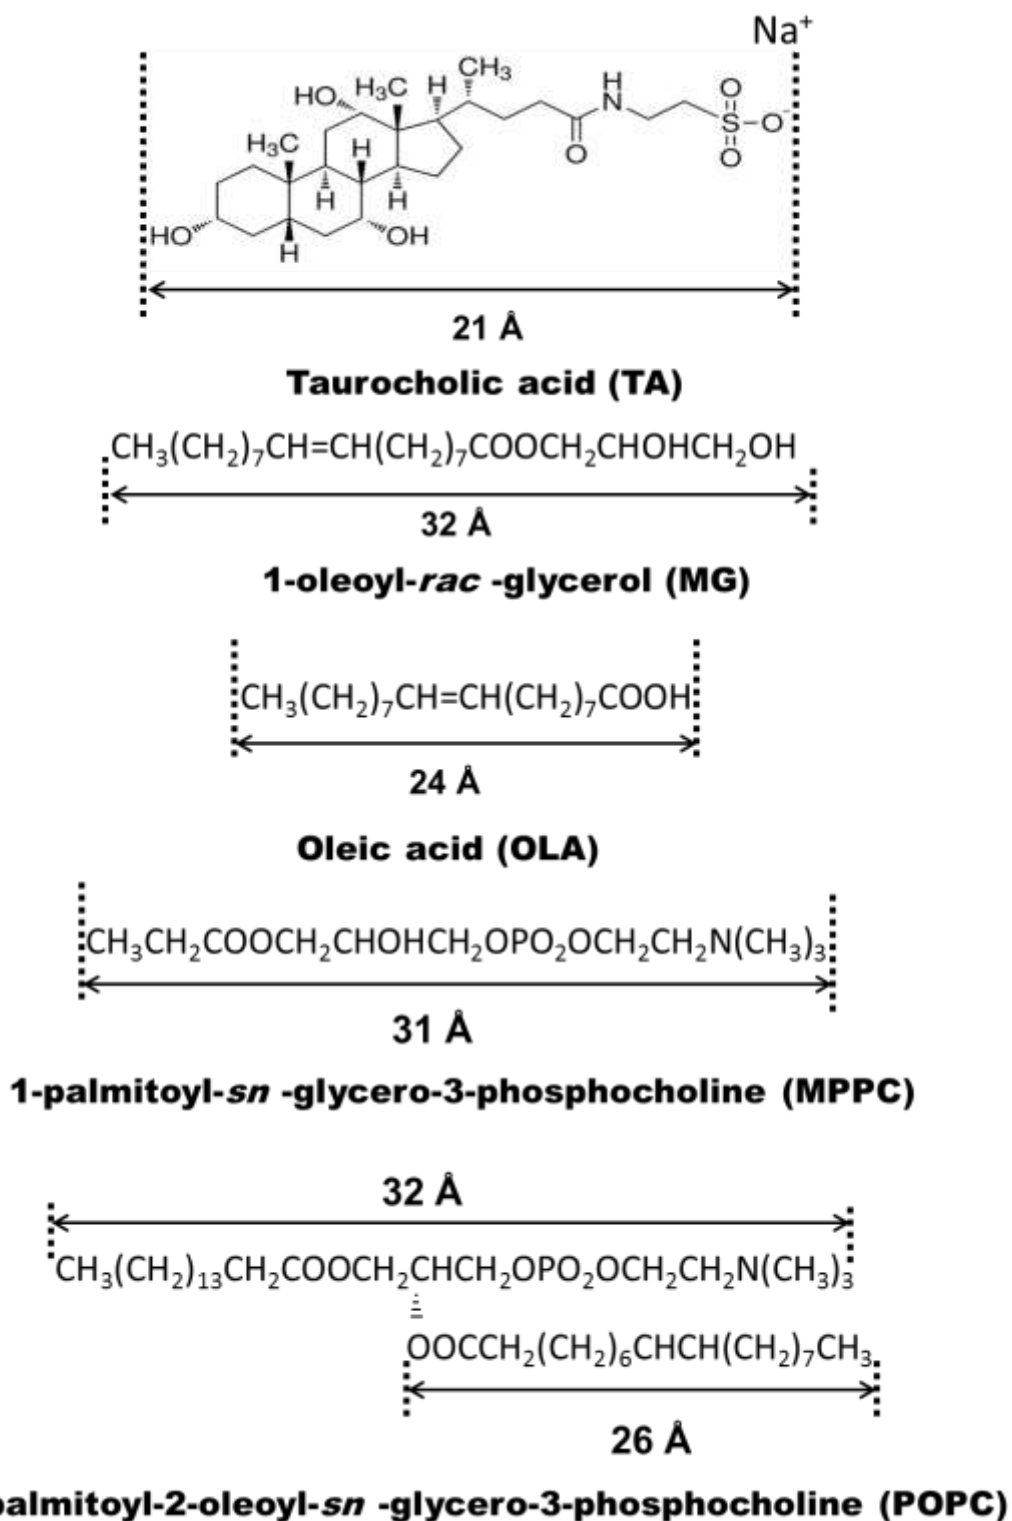 Na⁺
CH₃
HO
H₃C
H
H
N
O
S
O⁻
O
O
H₃C
H
H
H
HO
OH
H
21 Å
Taurocholic acid (TA)
CH₃(CH₂)₇CH=CH(CH₂)₇COOCH₂CHOHCH₂OH
32 Å
1-oleoyl-rac -glycerol (MG)
CH₃(CH₂)₇CH=CH(CH₂)₇COOH
24 Å
Oleic acid (OLA)
CH₃CH₂COOCH₂CHOHCH₂OPO₂OCH₂CH₂N(CH₃)₃
31 Å
1-palmitoyl-sn -glycero-3-phosphocholine (MPPC)
32 Å
CH₃(CH₂)₁₃CH₂COOCH₂CHCH₂OPO₂OCH₂CH₂N(CH₃)₃
OOCCH₂(CH₂)₆CHCH(CH₂)₇CH₃
26 Å
palmitoyl-2-oleoyl-sn -glycero-3-phosphocholine (POPC)